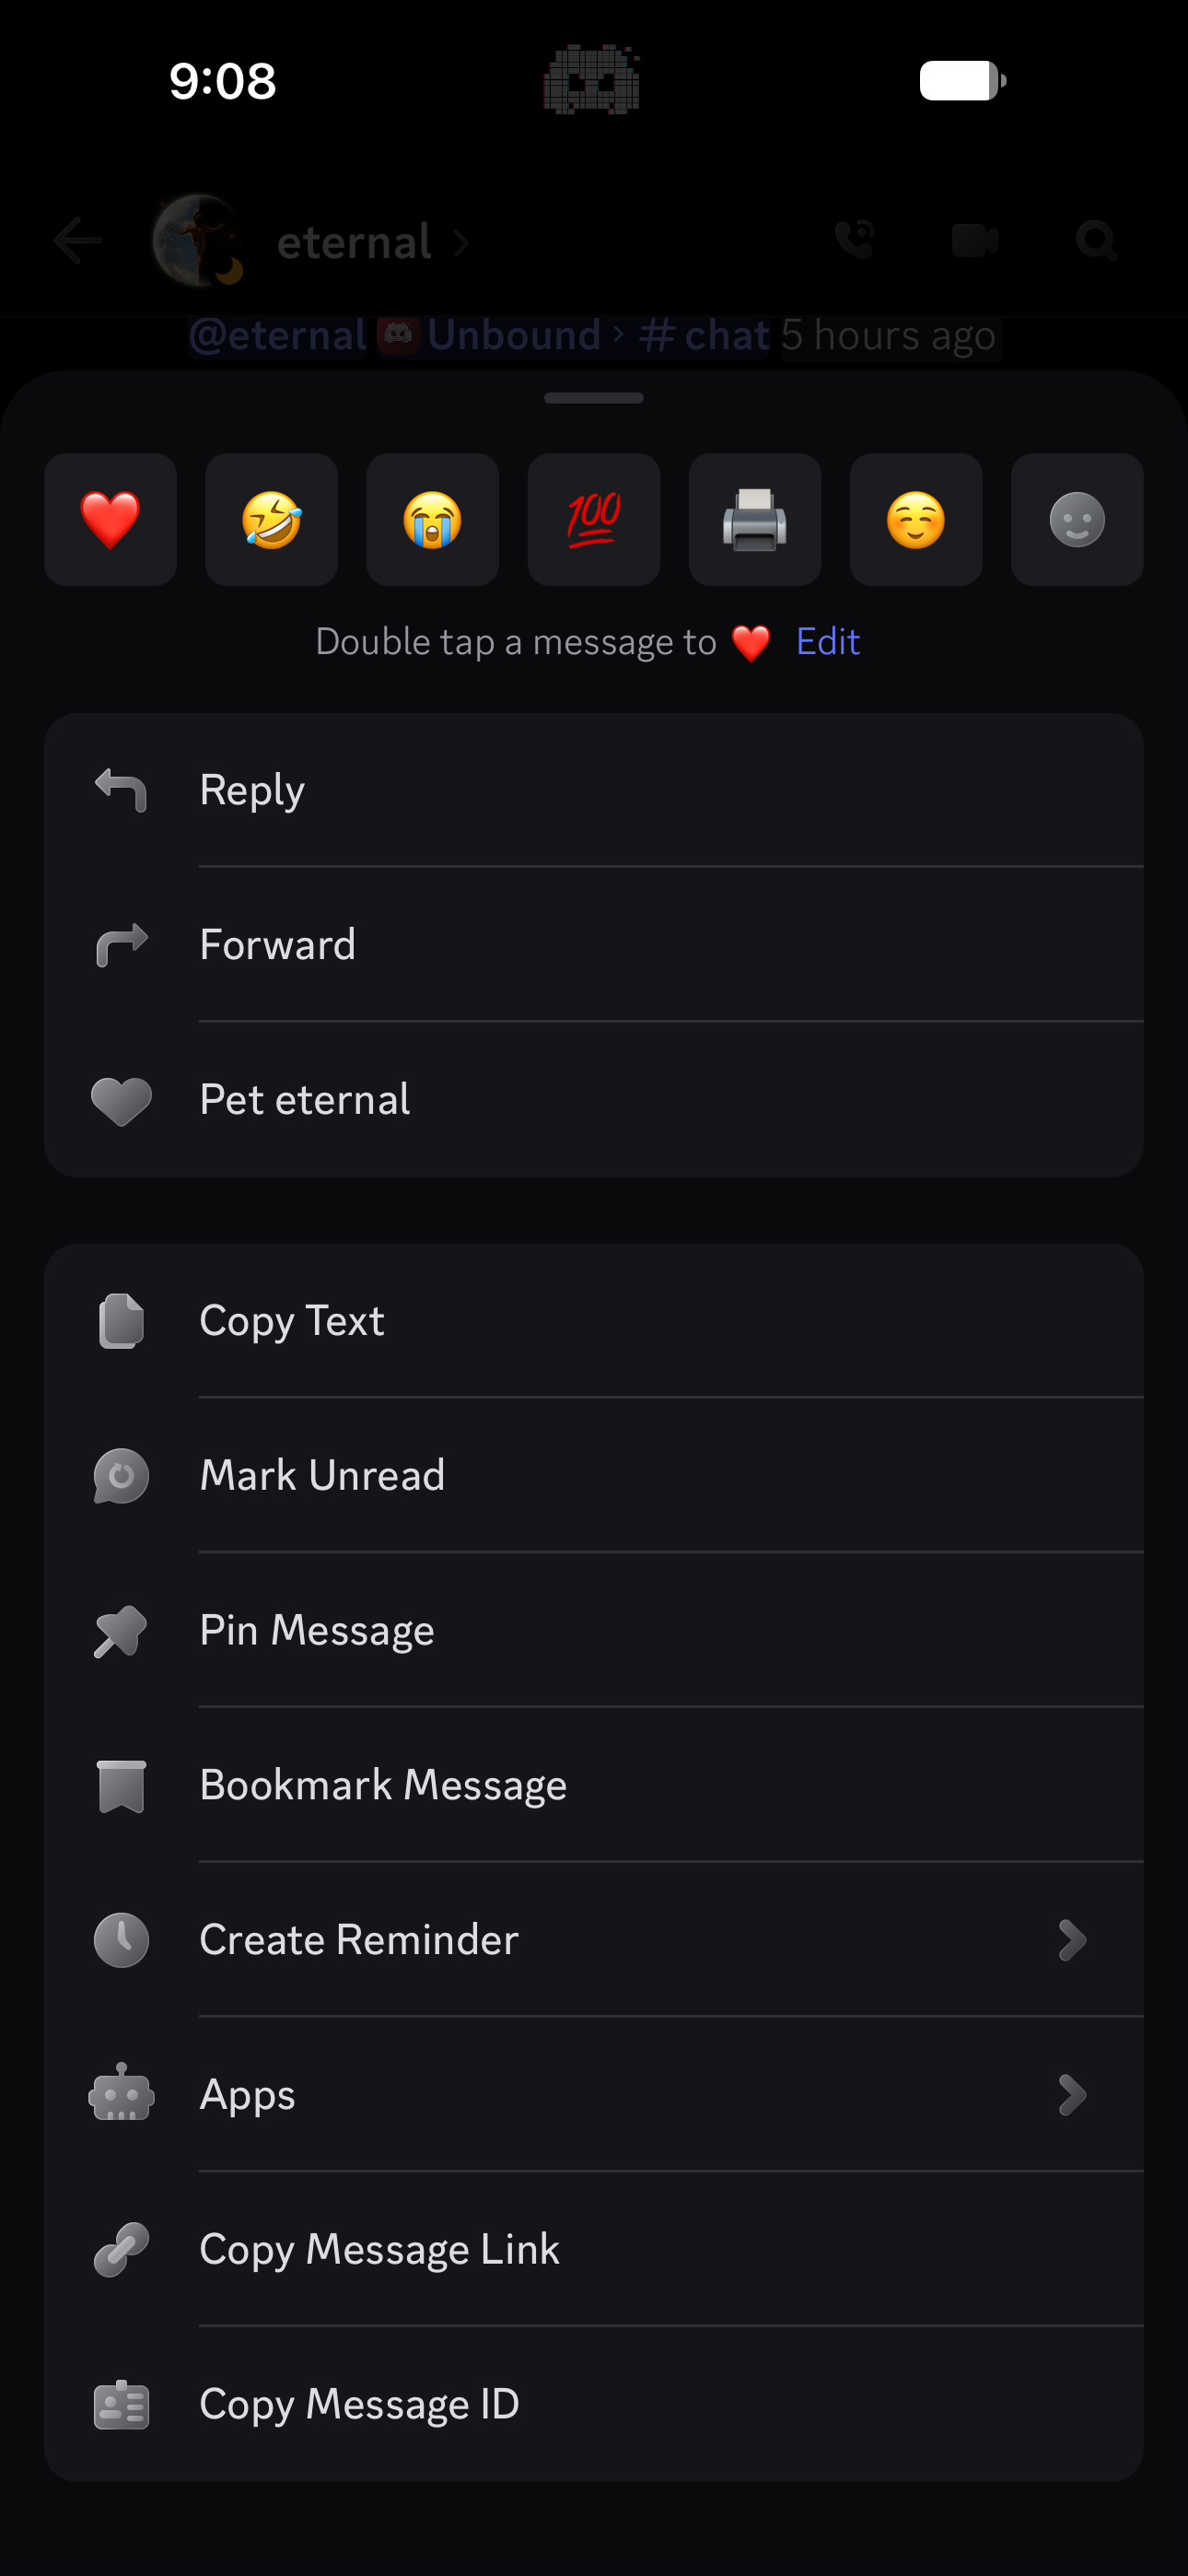 9:08
eternal
@eternal Unbound › # chat 5 hours ago
Double tap a message to ❤️ Edit
Reply
Forward
Pet eternal
Copy Text
Mark Unread
Pin Message
Bookmark Message
Create Reminder
Apps
Copy Message Link
Copy Message ID